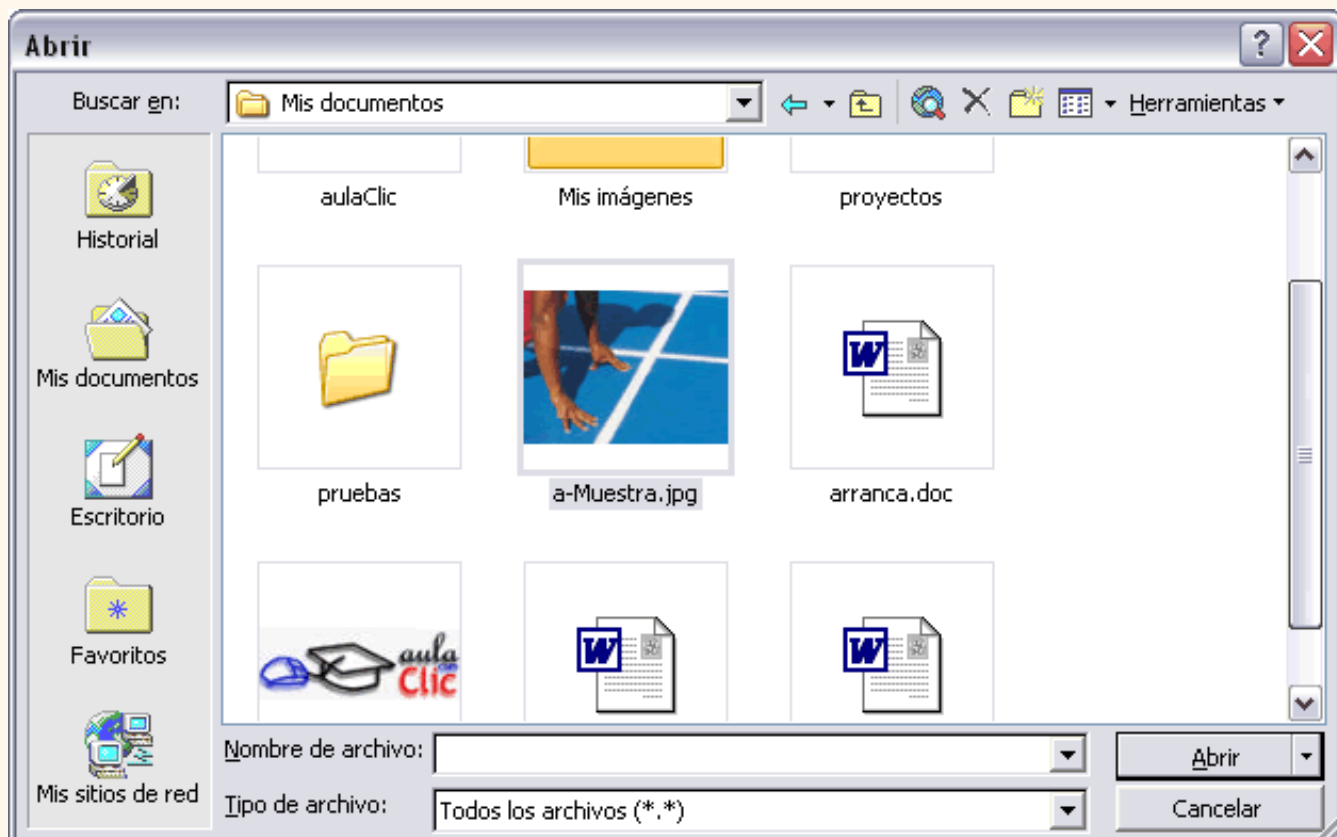 Abrir
Buscar en:
Mis documentos
Herramientas
Historial
Mis documentos
Escritorio
Favoritos
Mis sitios de red
aulaClic
Mis imágenes
proyectos
pruebas
a-Muestra.jpg
arranca.doc
W
aula
Clic
W
W
Nombre de archivo:
Abrir
Tipo de archivo:
Todos los archivos (*.*)
Cancelar